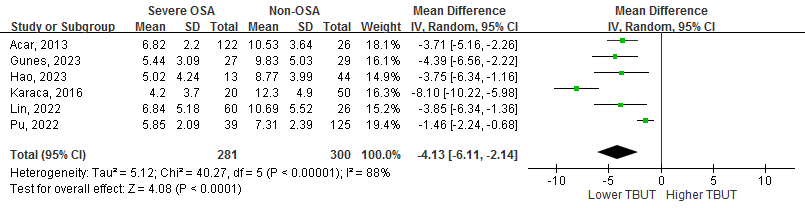 Severe OSA Non-OSA Mean Difference Mean Difference
Study or Subgroup Mean SD Total Mean SD Total Weight IV, Random, 95% CI IV, Random, 95% CI
Acar, 2013 6.82 2.2 122 10.53 3.64 26 18.1% -3.71 [-5.16, -2.26]
Gunes, 2023 5.44 3.09 27 9.83 5.03 29 16.7% -4.39 [-6.56, -2.22]
Hao, 2023 5.02 4.24 13 8.77 3.99 44 15.6% -3.75 [-6.34, -1.16]
Karaca, 2016 4.2 3.7 20 12.3 4.9 50 16.8% -8.10 [-10.22, -5.98]
Lin, 2022 6.84 5.18 60 10.69 5.52 26 15.9% -3.85 [-6.34, -1.36]
Pu, 2022 5.85 2.09 39 7.31 2.39 125 19.4% -1.46 [-2.24, -0.68]
Total (95% CI) 281 300 100.0% -4.13 [-6.11, -2.14]
Heterogeneity: Tau² = 5.12; Chi² = 40.27, df = 5 (P < 0.00001); I² = 88%
Test for overall effect: Z = 4.08 (P < 0.0001)
-10 -5 0 5 10
Lower TBUT Higher TBUT